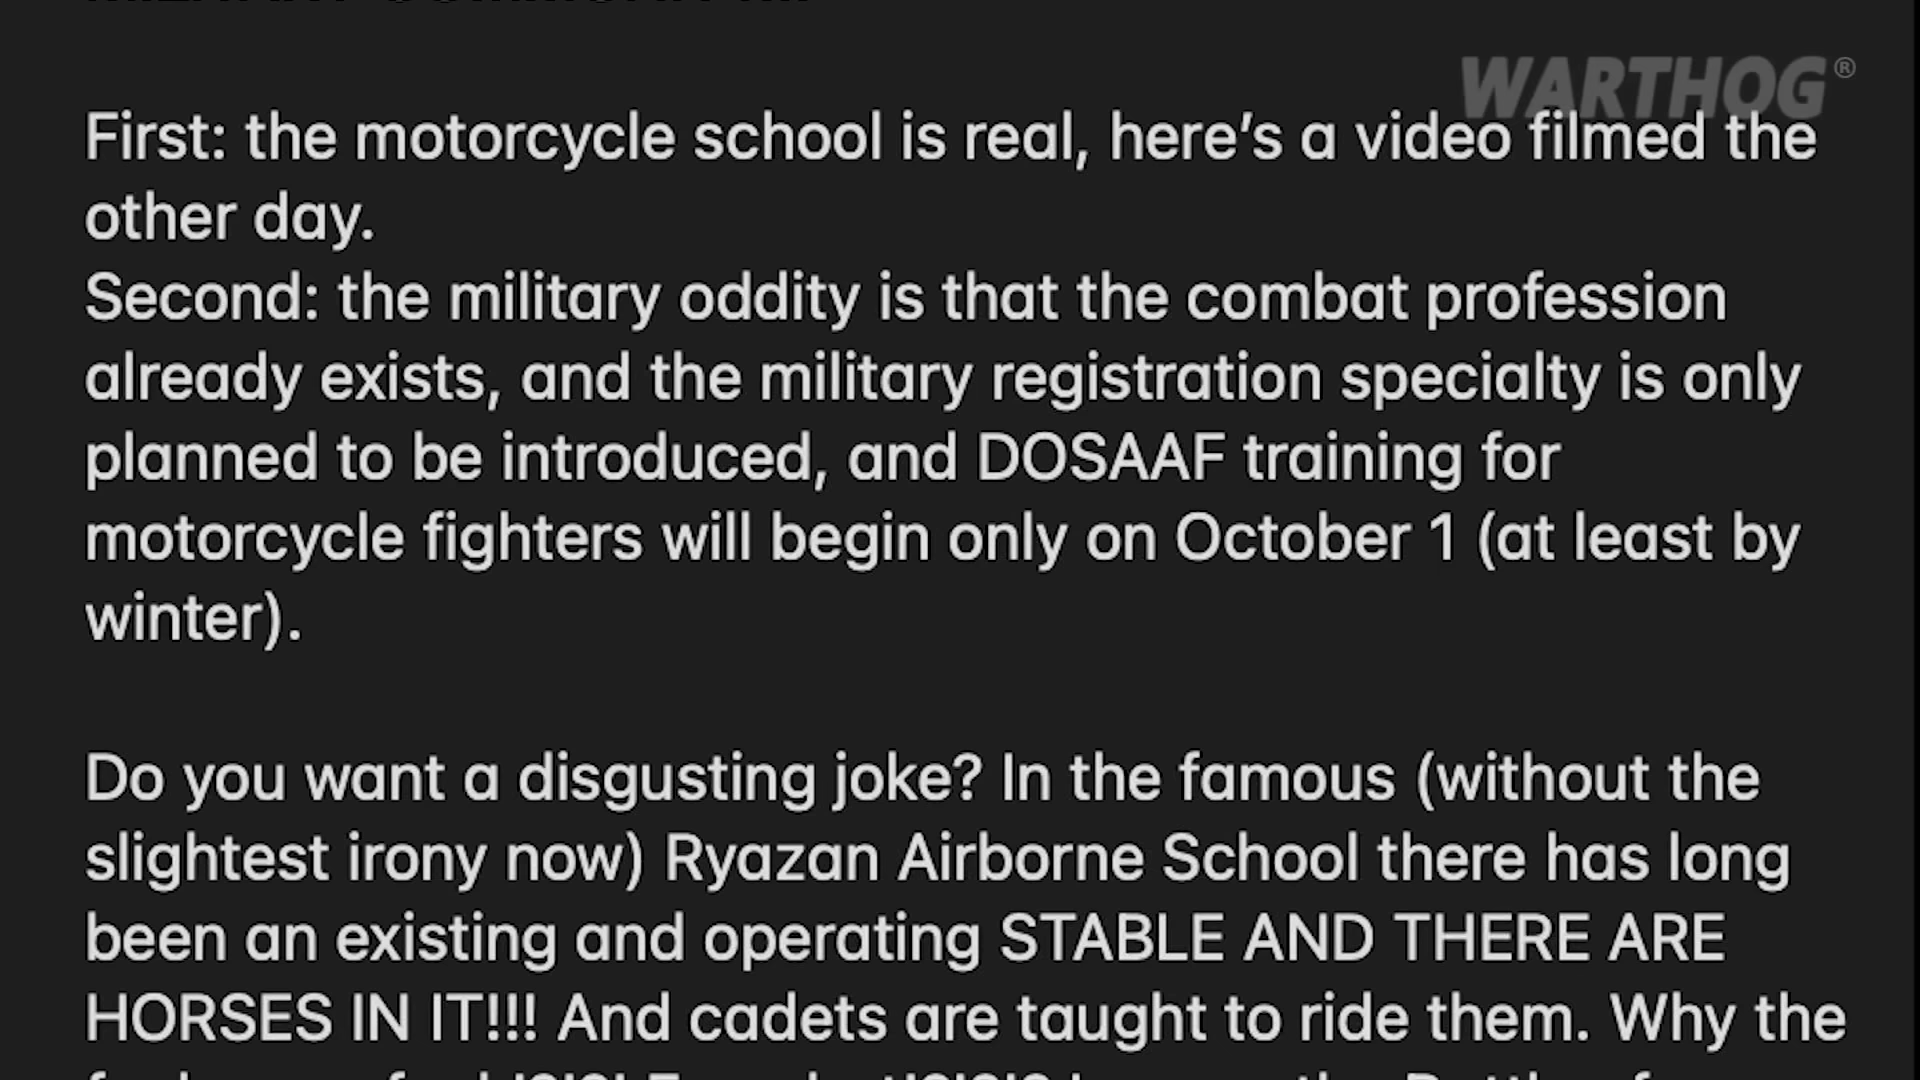 WARTHOG®
First: the motorcycle school is real, here’s a video filmed the
other day.
Second: the military oddity is that the combat profession
already exists, and the military registration specialty is only
planned to be introduced, and DOSAAF training for
motorcycle fighters will begin only on October 1 (at least by
winter).
Do you want a disgusting joke? In the famous (without the
slightest irony now) Ryazan Airborne School there has long
been an existing and operating STABLE AND THERE ARE
HORSES IN IT!!! And cadets are taught to ride them. Why the